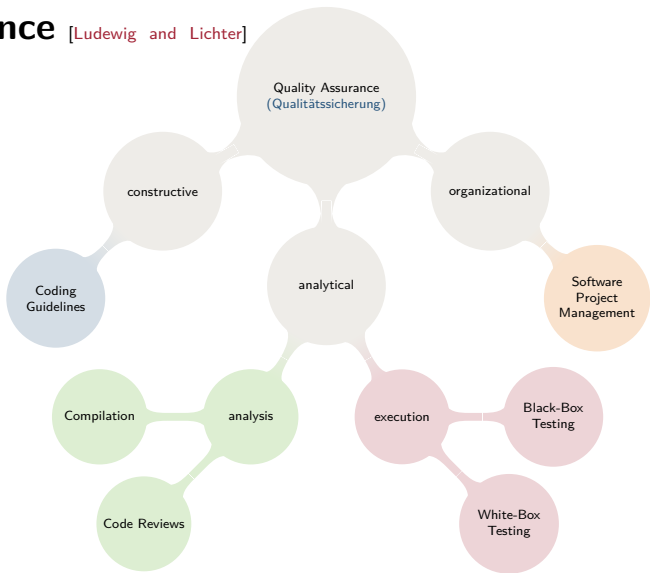 nce [Ludewig and Lichter]
Quality Assurance
(Qualitätssicherung)
constructive
organizational
analytical
Coding
Guidelines
Software
Project
Management
Compilation
analysis
execution
Black-Box
Testing
Code Reviews
White-Box
Testing